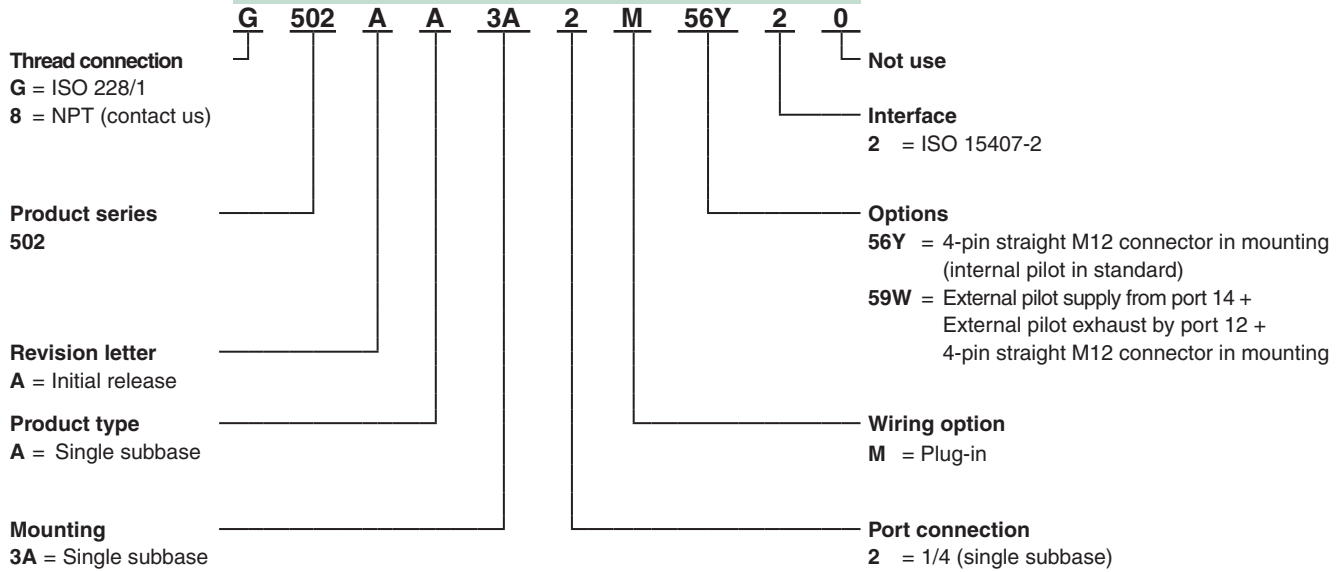 G 502 A A 3A 2 M 56Y 2 0
Thread connection
G = ISO 228/1
8 = NPT (contact us)
Product series
502
Revision letter
A = Initial release
Product type
A = Single subbase
Mounting
3A = Single subbase
Not use
Interface
2 = ISO 15407-2
Options
56Y = 4-pin straight M12 connector in mounting
(internal pilot in standard)
59W = External pilot supply from port 14 +
External pilot exhaust by port 12 +
4-pin straight M12 connector in mounting
Wiring option
M = Plug-in
Port connection
2 = 1/4 (single subbase)